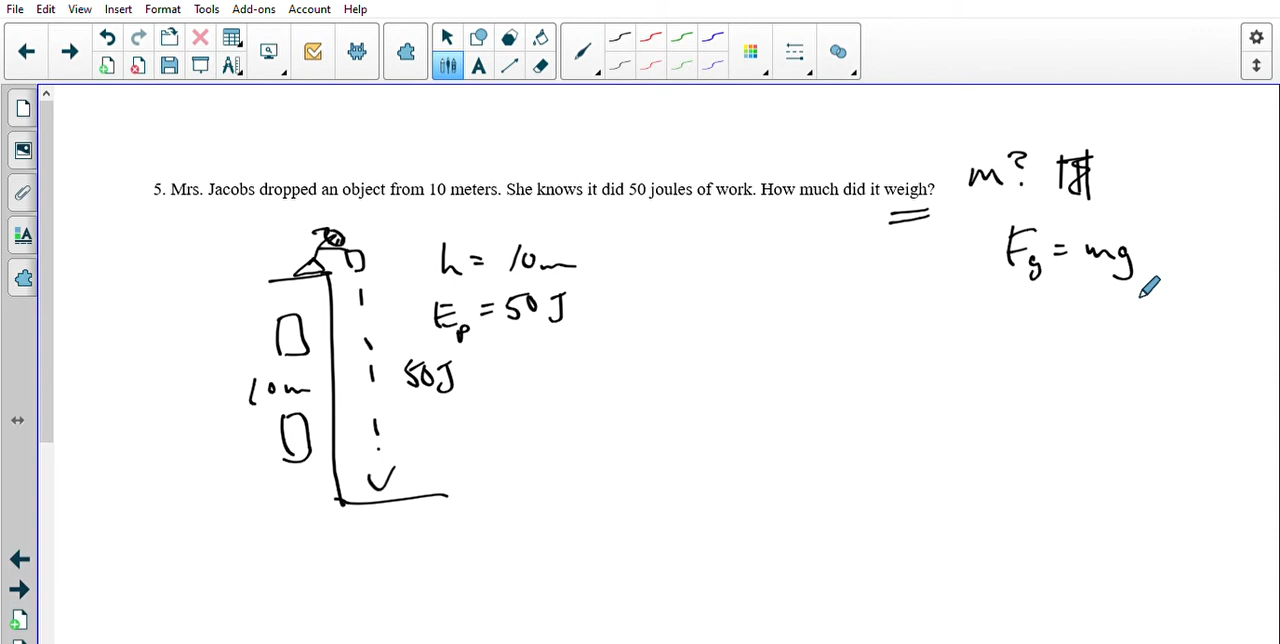 File Edit View Insert Format Tools Add-ons Account Help
5. Mrs. Jacobs dropped an object from 10 meters. She knows it did 50 joules of work. How much did it weigh?
m?
Fg = mg
h = 10m
Ep = 50 J
50J
10m